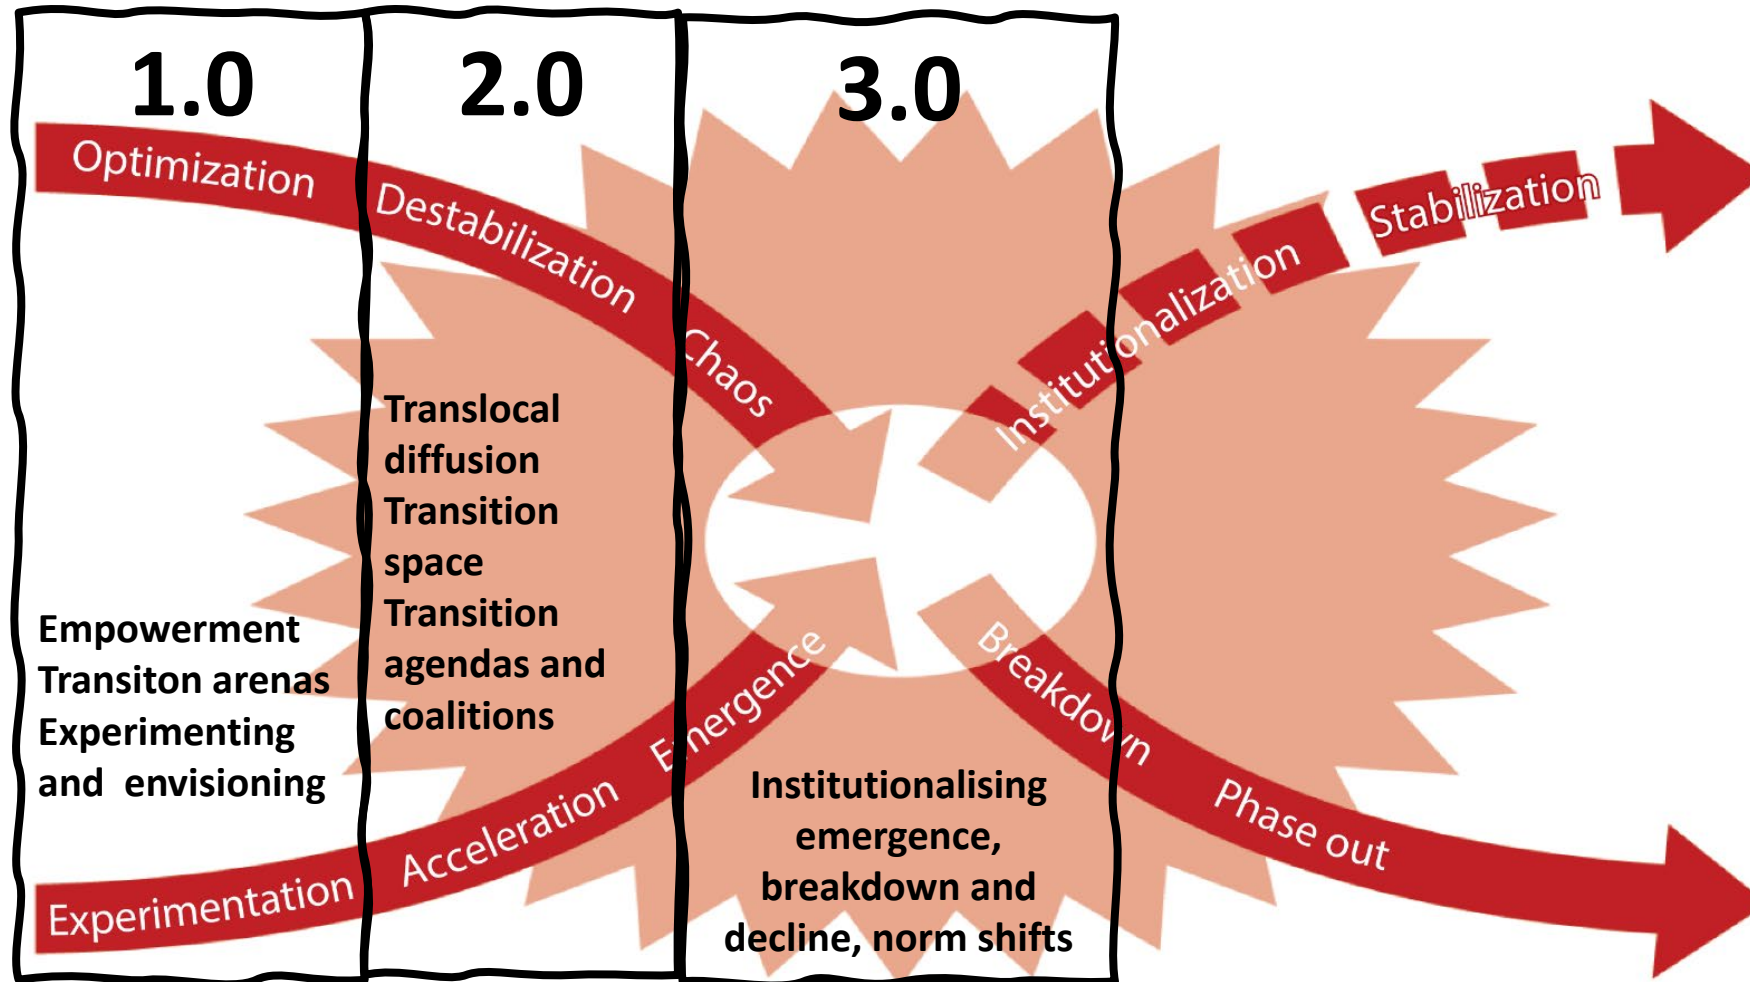 1.0
2.0
3.0
Optimization
Destabilization
Chaos
Institutionalization
Stabilization
Translocal
diffusion
Transition
space
Transition
agendas and
coalitions
Empowerment
Transiton arenas
Experimenting
and envisioning
Experimentation
Acceleration
Emergence
Breakdown
Phase out
Institutionalising
emergence,
breakdown and
decline, norm shifts